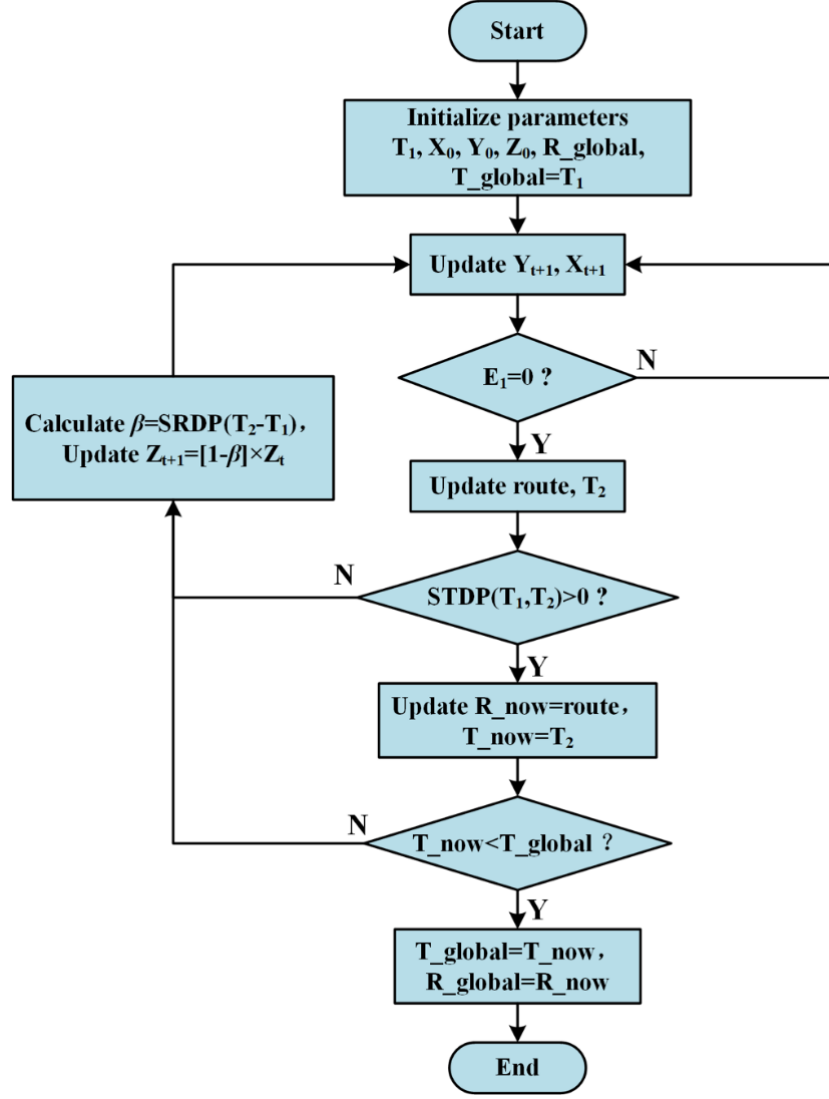 Start
Initialize parameters
T₁, X₀, Y₀, Z₀, R_global,
T_global=T₁
Update Yₜ₊₁, Xₜ₊₁
E₁=0 ?
N
Y
Calculate β=SRDP(T₂-T₁),
Update Zₜ₊₁=[1-β]×Zₜ
Update route, T₂
N
STDP(T₁,T₂)>0 ?
Y
Update R_now=route,
T_now=T₂
N
T_now<T_global ?
Y
T_global=T_now,
R_global=R_now
End